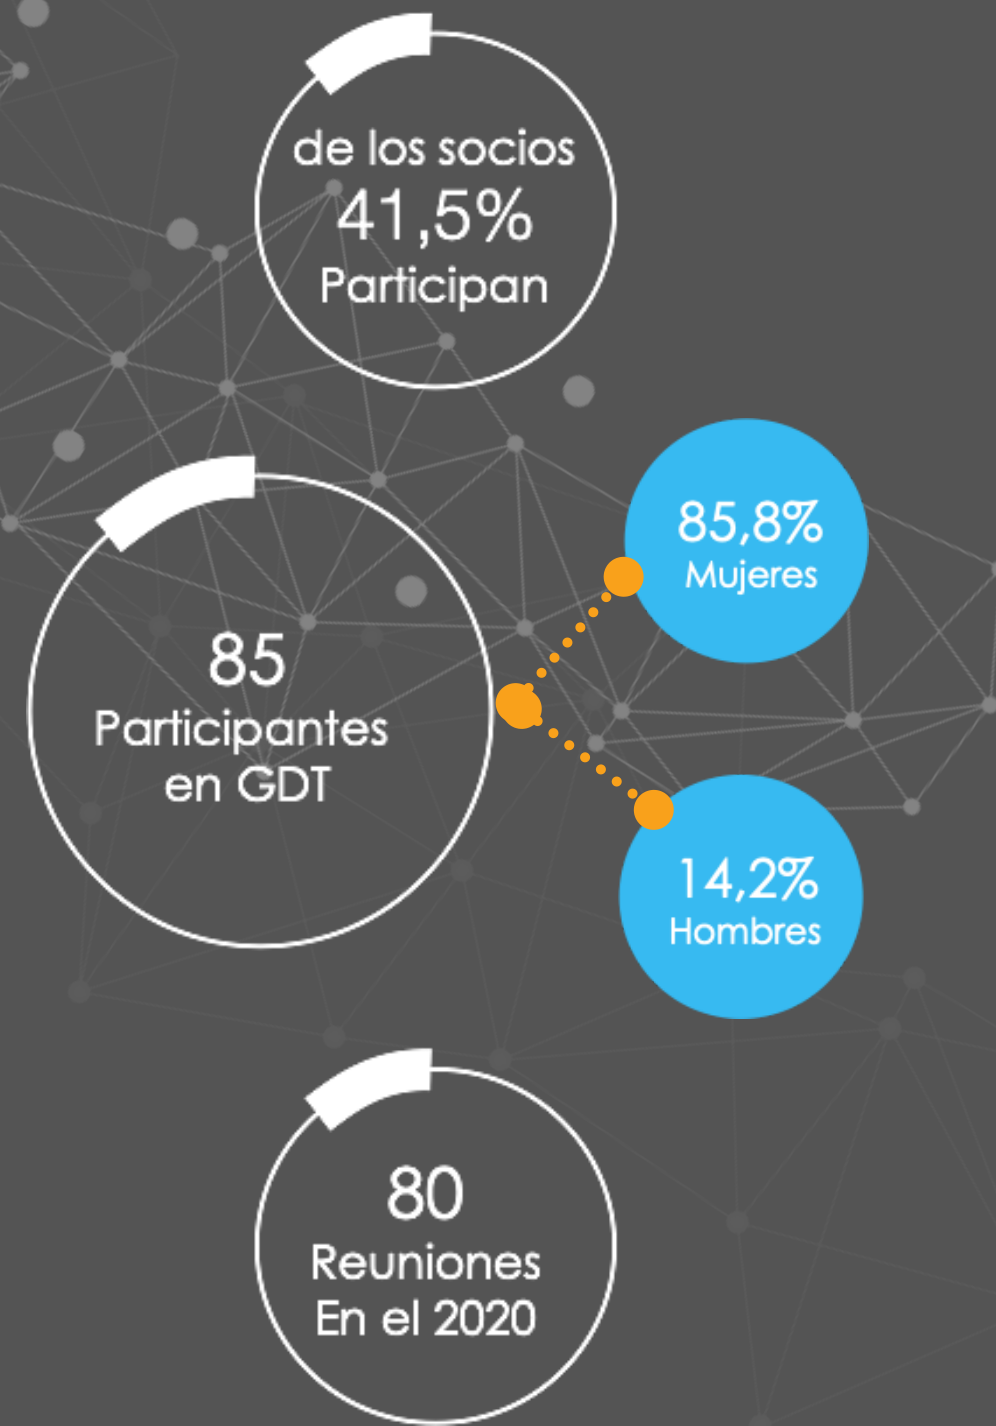 de los socios
41,5%
Participan
85
Participantes
en GDT
85,8%
Mujeres
14,2%
Hombres
80
Reuniones
En el 2020